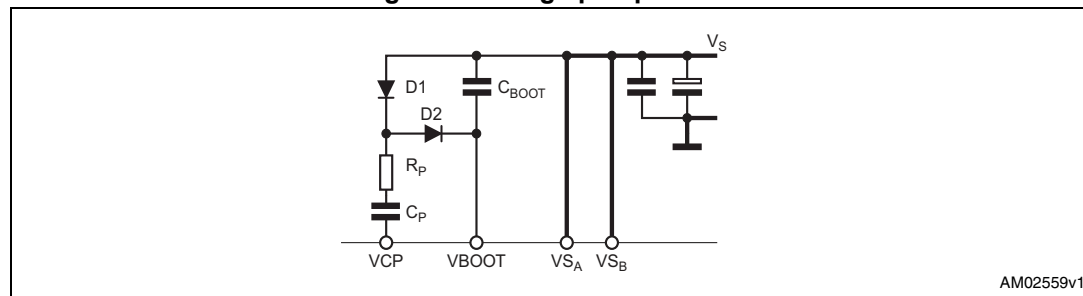 V_S
D1
C_BOOT
D2
R_P
C_P
VCP VBOOT VS_A VS_B
AM02559v1